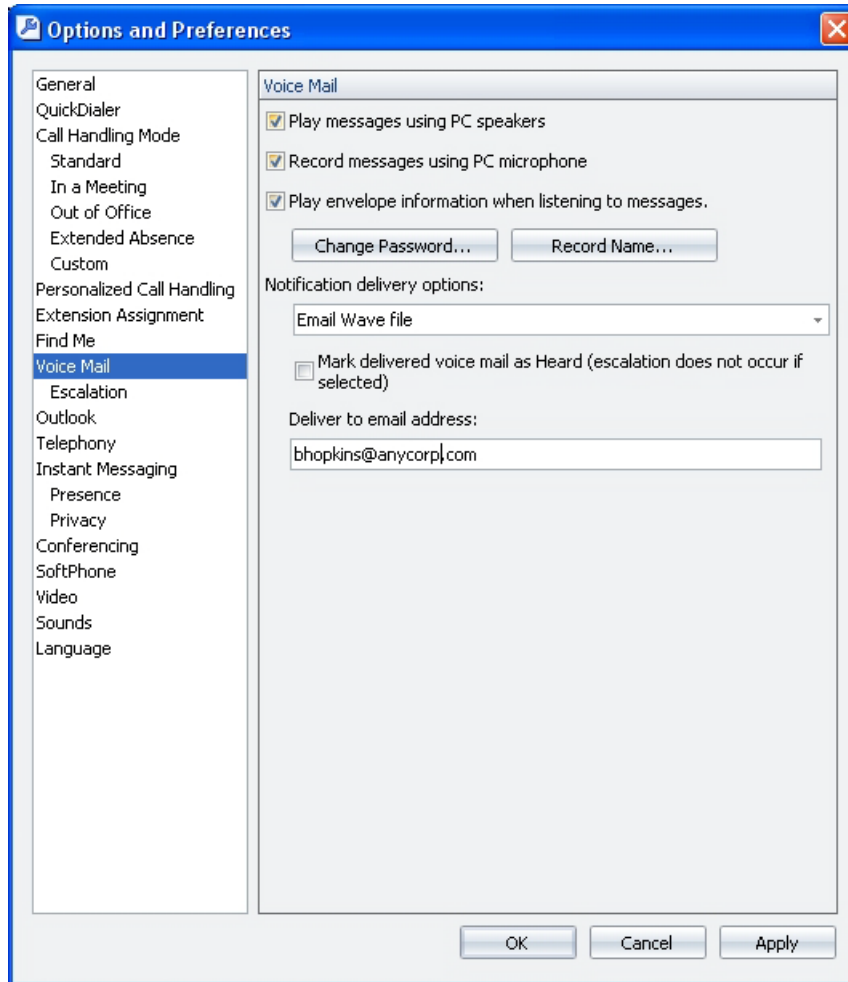 Options and Preferences
General
QuickDialer
Call Handling Mode
Standard
In a Meeting
Out of Office
Extended Absence
Custom
Personalized Call Handling
Extension Assignment
Find Me
Voice Mail
Escalation
Outlook
Telephony
Instant Messaging
Presence
Privacy
Conferencing
SoftPhone
Video
Sounds
Language
Voice Mail
Play messages using PC speakers
Record messages using PC microphone
Play envelope information when listening to messages.
Change Password... Record Name...
Notification delivery options:
Email Wave file
Mark delivered voice mail as Heard (escalation does not occur if
selected)
Deliver to email address:
bhopkins@anycorp.com
OK Cancel Apply